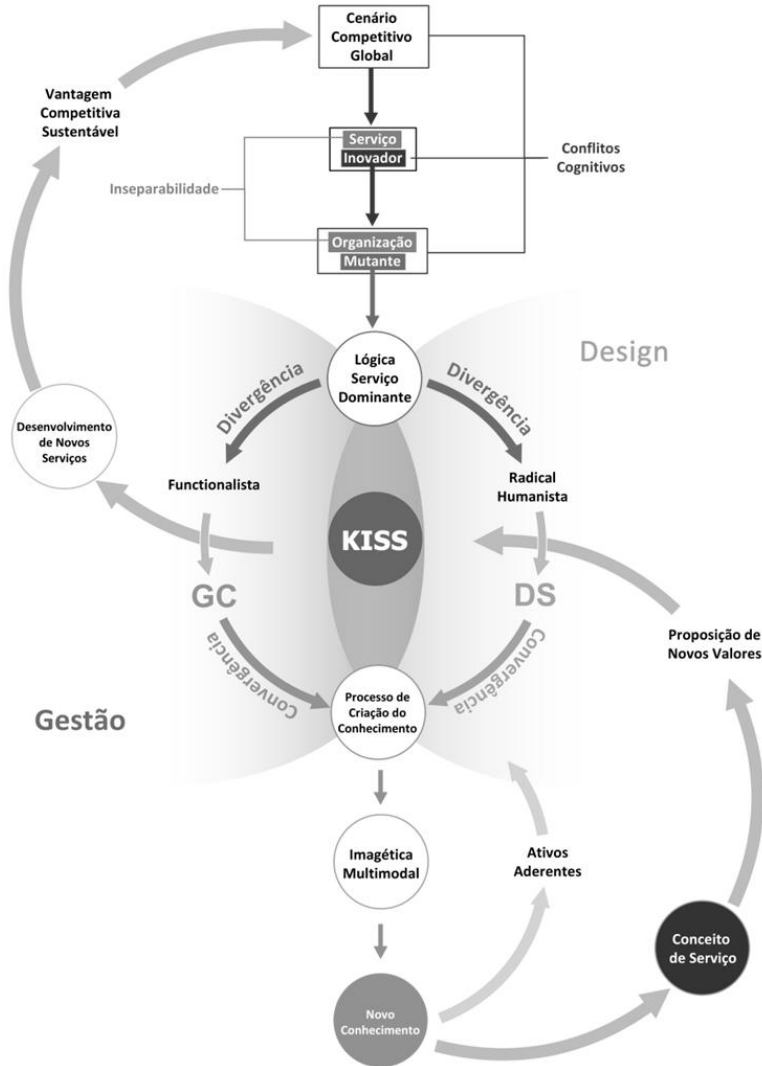 Cenário
Competitivo
Global
Vantagem
Competitiva
Sustentável
Serviço
Inovador
Conflitos
Cognitivos
Inseparabilidade
Organização
Mutante
Design
Lógica
Serviço
Dominante
Divergência
Divergência
Desenvolvimento
de Novos
Serviços
Functionalista
Radical
Humanista
KISS
GC
DS
Proposição de
Novos Valores
Convergência
Convergência
Processo de
Criação do
Conhecimento
Gestão
Imagética
Multimodal
Ativos
Aderentes
Conceito
de Serviço
Novo
Conhecimento